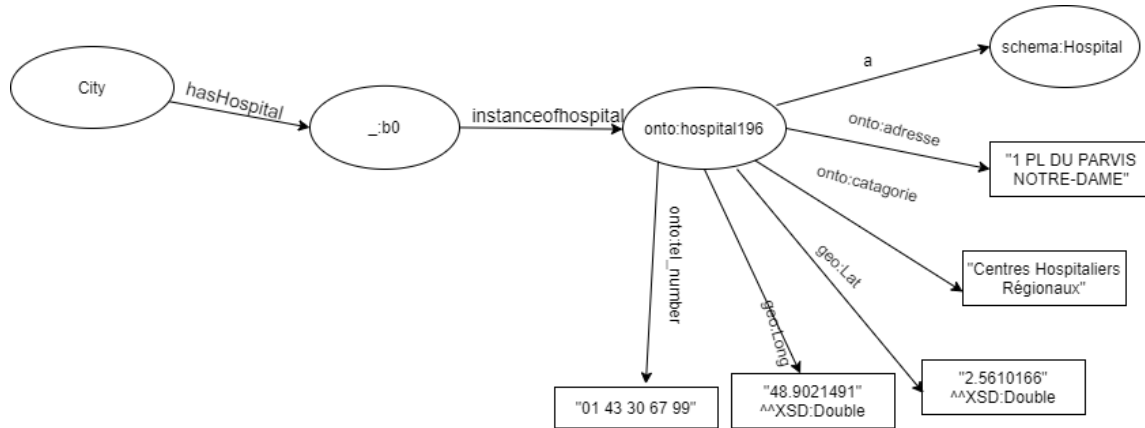 schema:Hospital
a
City
hasHospital
_:b0
instanceofhospital
onto:hospital196
onto:adresse
"1 PL DU PARVIS
NOTRE-DAME"
onto:catagorie
"Centres Hospitaliers
Régionaux"
onto:tel_number
geo:Long
geo:Lat
"01 43 30 67 99"
"48.9021491"
^^XSD:Double
"2.5610166"
^^XSD:Double